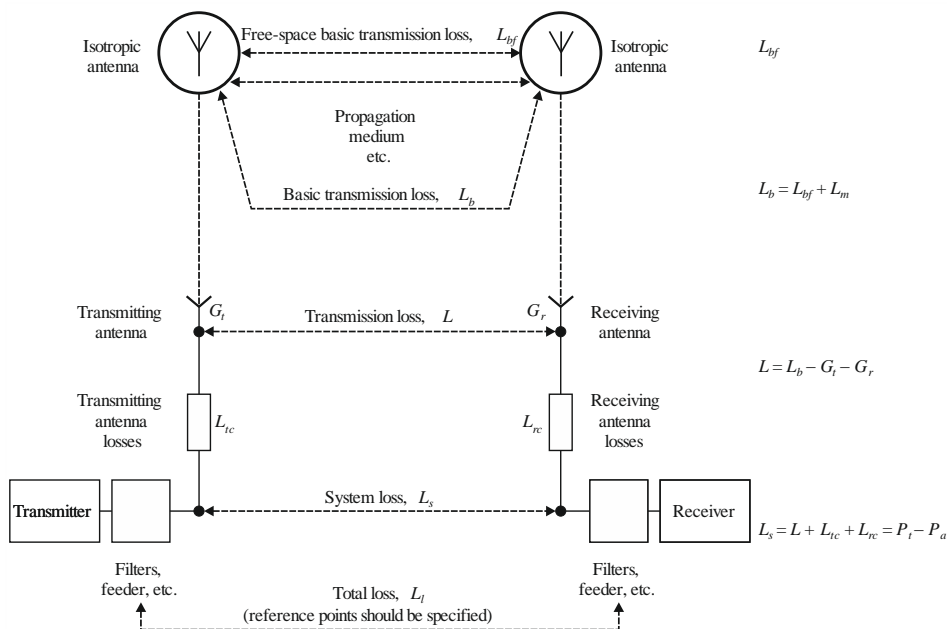 Free-space basic transmission loss, L_bf
Isotropic
antenna
Isotropic
antenna
L_bf
Propagation
medium
etc.
Basic transmission loss, L_b
L_b = L_bf + L_m
Transmitting
antenna
G_t
Transmission loss, L
G_r
Receiving
antenna
L = L_b – G_t – G_r
Transmitting
antenna
losses
L_tc
L_rc
Receiving
antenna
losses
Transmitter
System loss, L_s
Receiver
L_s = L + L_tc + L_rc = P_t – P_a
Filters,
feeder, etc.
Filters,
feeder, etc.
Total loss, L_l
(reference points should be specified)